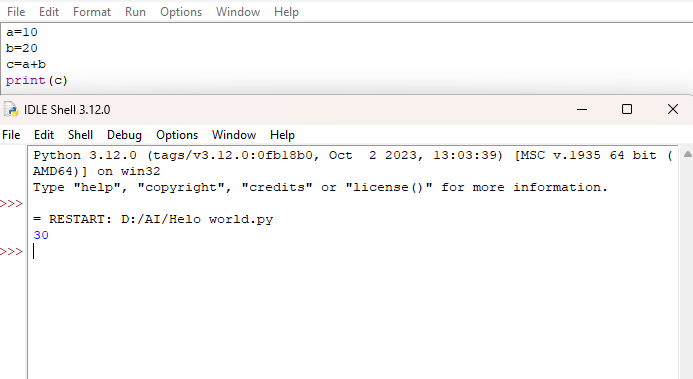 File Edit Format Run Options Window Help
a=10
b=20
c=a+b
print(c)
IDLE Shell 3.12.0
File Edit Shell Debug Options Window Help
Python 3.12.0 (tags/v3.12.0:0fb18b0, Oct  2 2023, 13:03:39) [MSC v.1935 64 bit (
AMD64)] on win32
Type "help", "copyright", "credits" or "license()" for more information.
>>>
= RESTART: D:/AI/Helo world.py
30
>>>